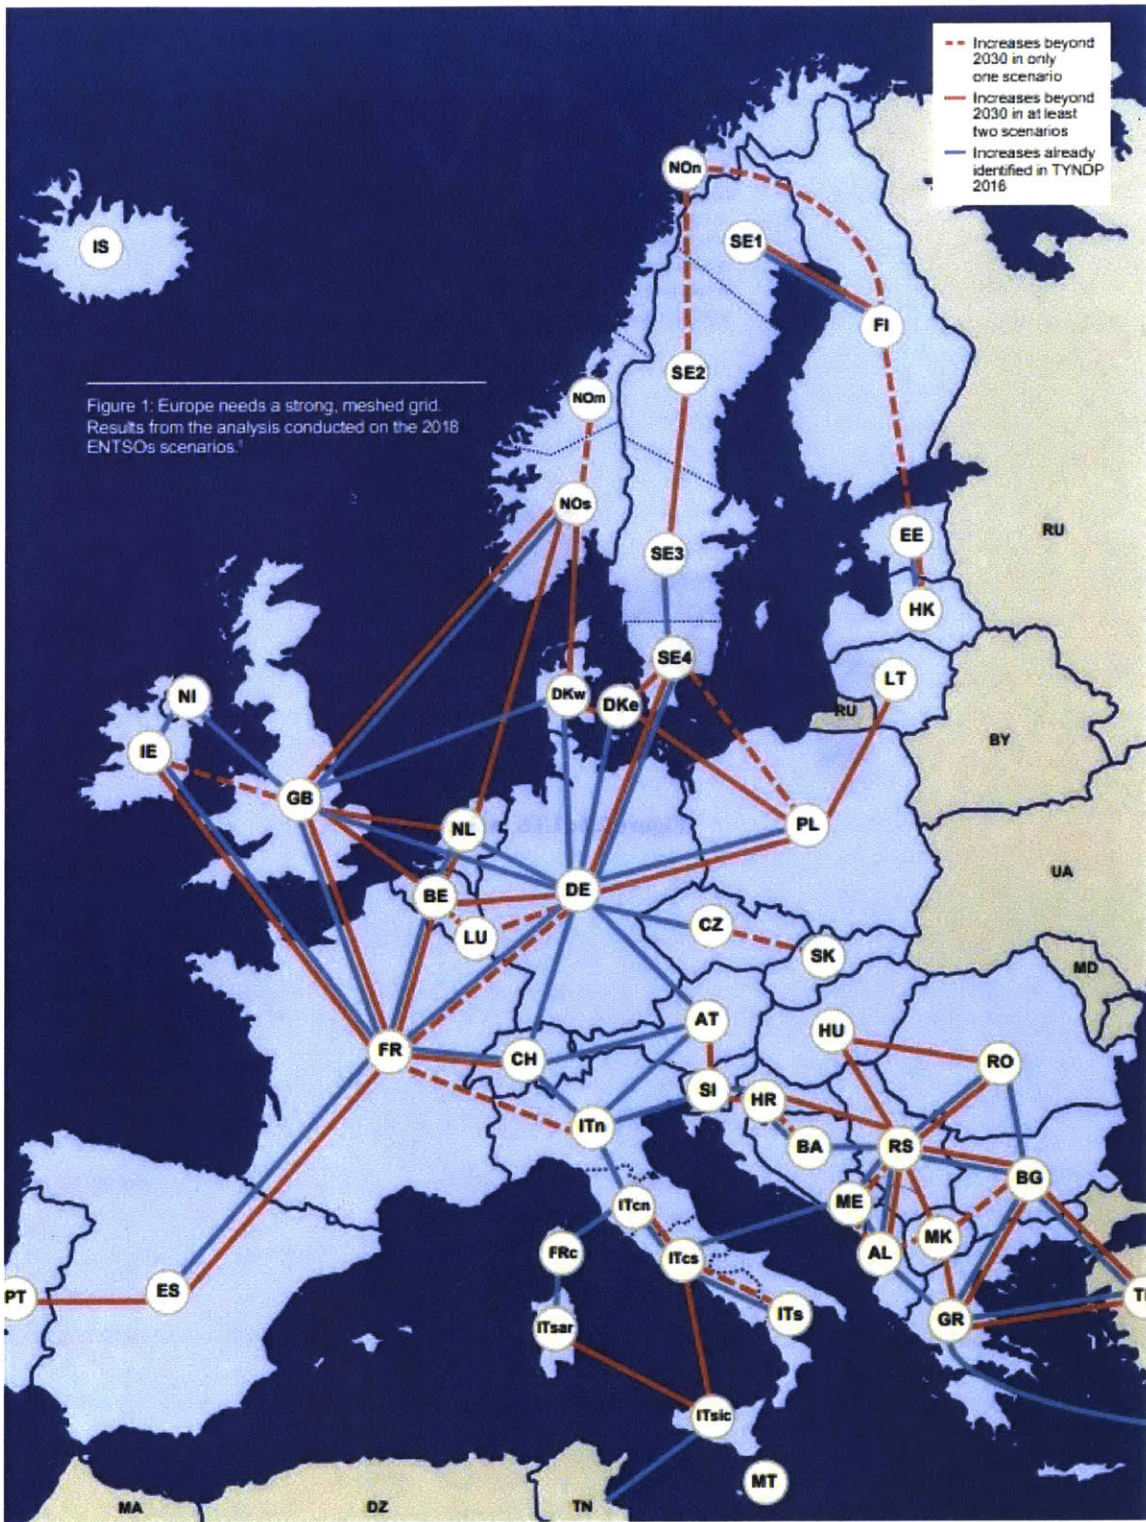 Increases beyond
2030 in only
one scenario
Increases beyond
2030 in at least
two scenarios
Increases already
identified in TYNDP
2016
NOn
IS
SE1
FI
SE2
Figure 1: Europe needs a strong, meshed grid.
Results from the analysis conducted on the 2018
ENTSOs scenarios.¹
NOm
NOs
EE
RU
SE3
HK
SE4
LT
NI
DKw
DKe
RU
BY
IE
GB
NL
PL
UA
DE
BE
CZ
LU
SK
MD
AT
HU
FR
CH
RO
SI
HR
ITn
BA
RS
BG
ME
ITcn
MK
FRc
AL
ITcs
ES
PT
ITs
GR
ITsar
ITsic
MT
MA
DZ
TN